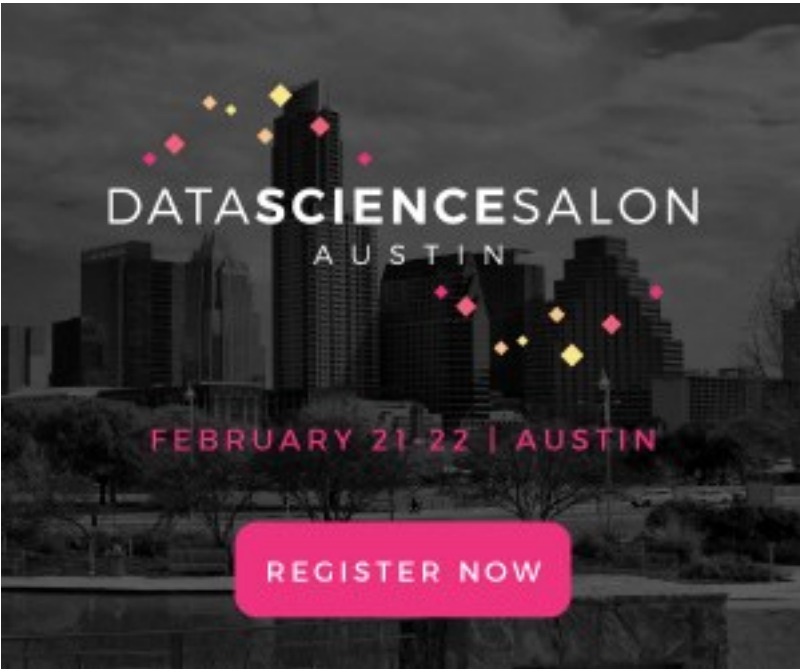 DATASCIENCESALON
AUSTIN
FEBRUARY 21-22 | AUSTIN
REGISTER NOW